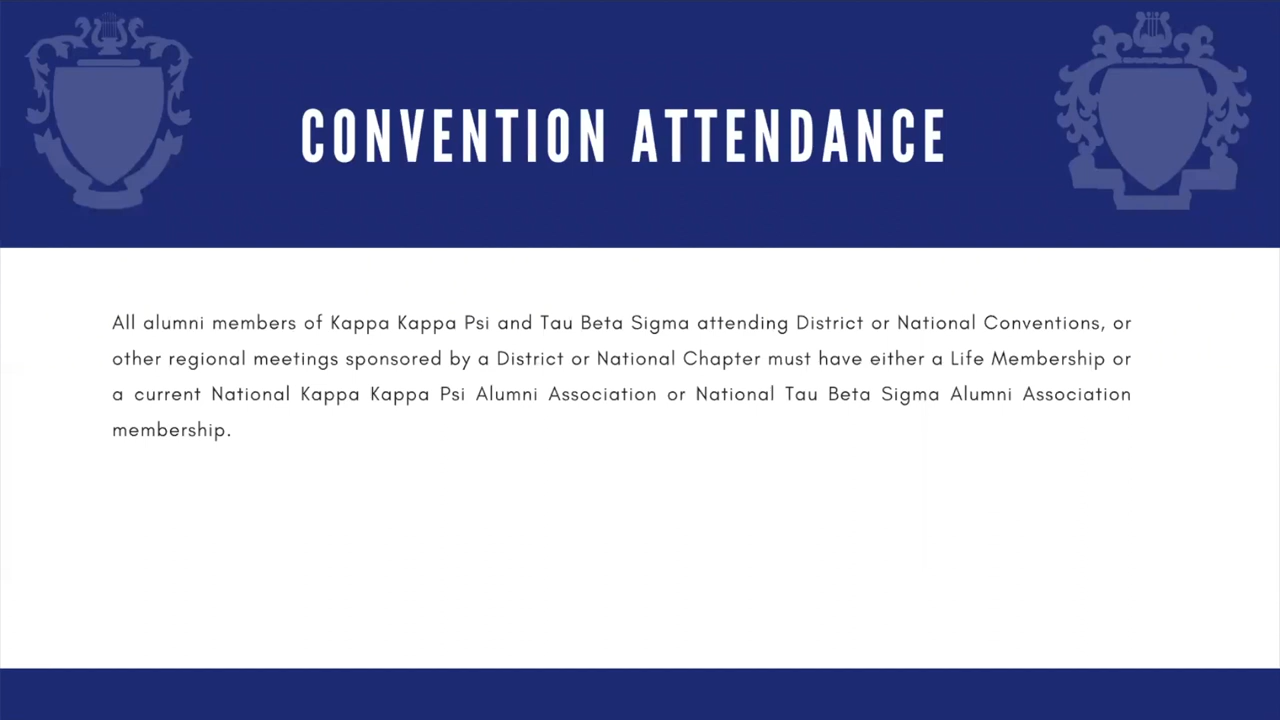 CONVENTION ATTENDANCE
All alumni members of Kappa Kappa Psi and Tau Beta Sigma attending District or National Conventions, or
other regional meetings sponsored by a District or National Chapter must have either a Life Membership or
a current National Kappa Kappa Psi Alumni Association or National Tau Beta Sigma Alumni Association
membership.